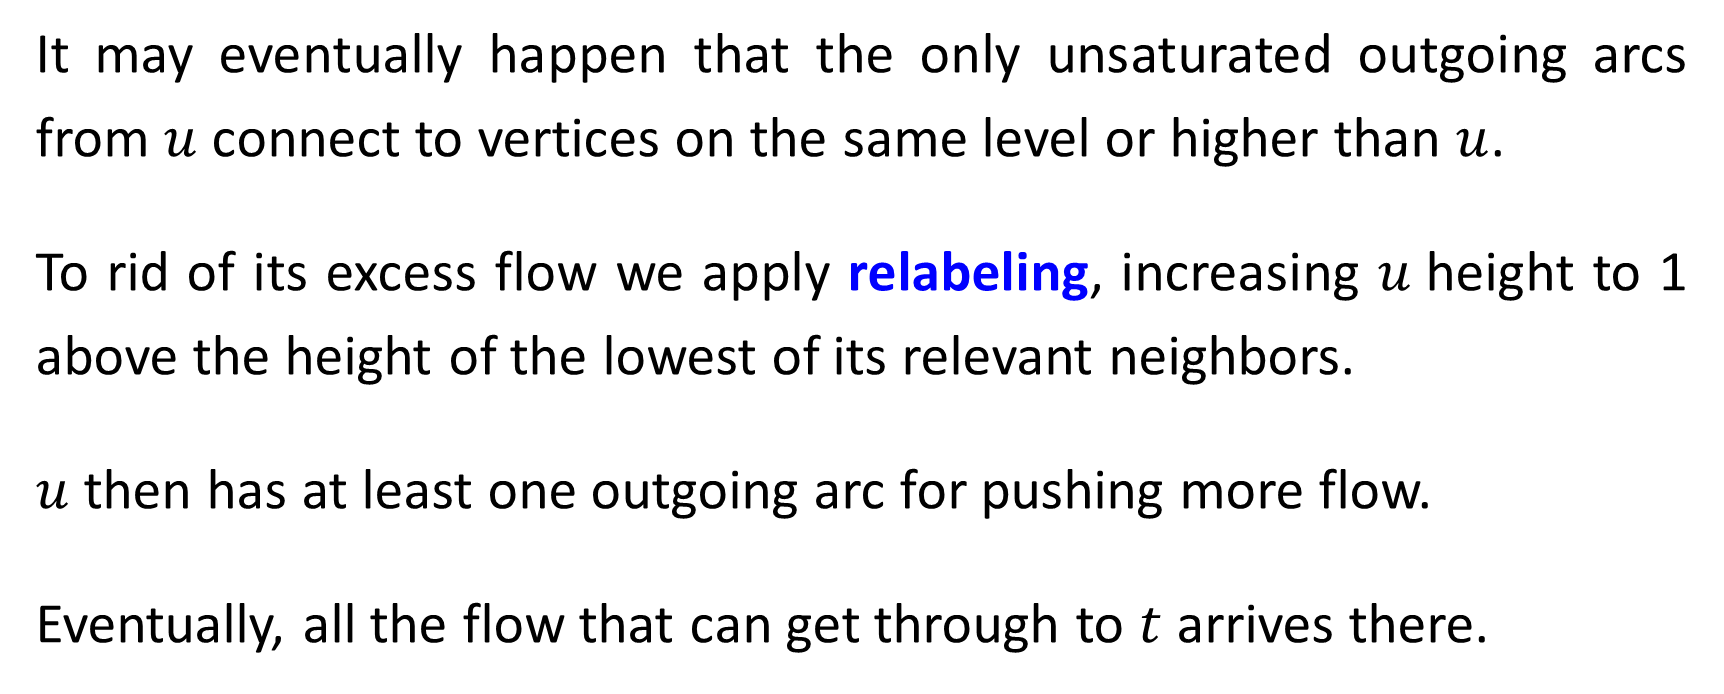 It may eventually happen that the only unsaturated outgoing arcs
from u connect to vertices on the same level or higher than u.
To rid of its excess flow we apply relabeling, increasing u height to 1
above the height of the lowest of its relevant neighbors.
u then has at least one outgoing arc for pushing more flow.
Eventually, all the flow that can get through to t arrives there.